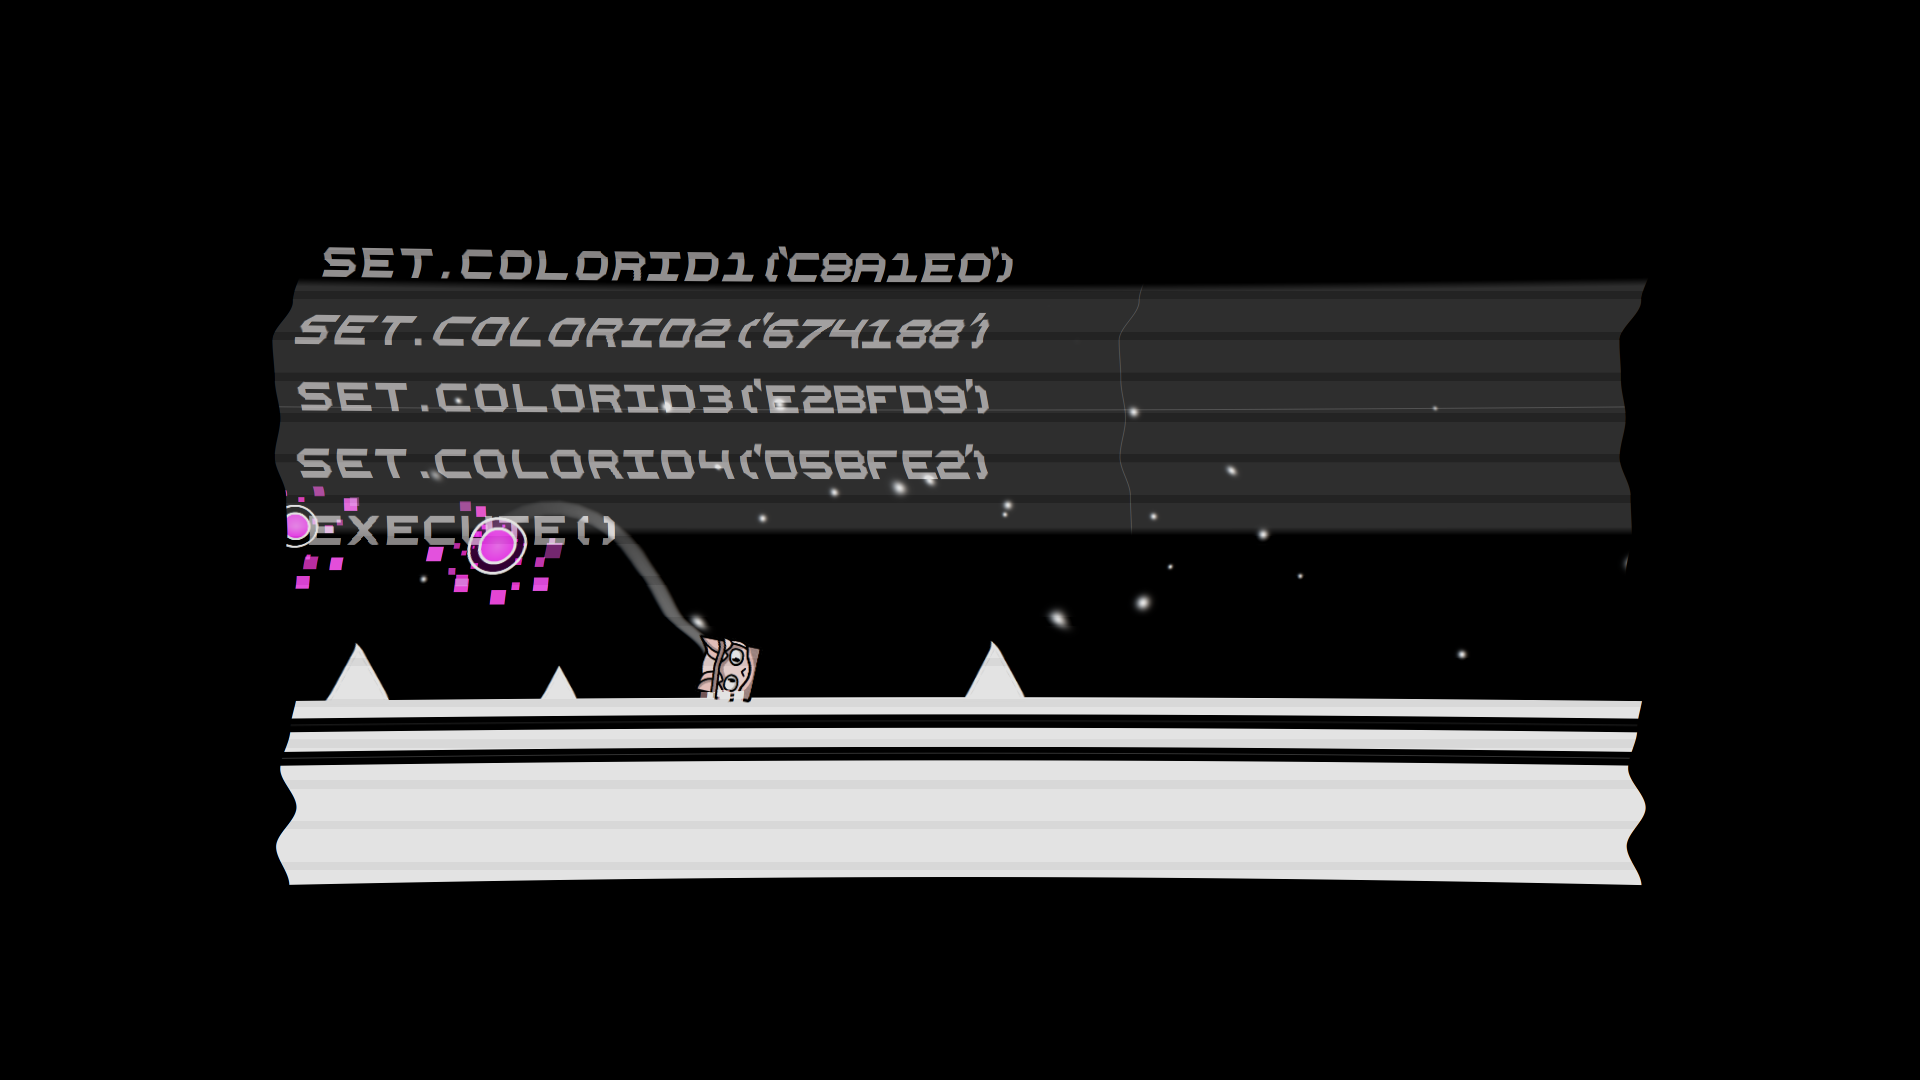 SET.COLORID1('C8A1E0')
SET.COLORID2('674188')
SET.COLORID3('E2BFD9')
SET.COLORID4('05BFE2')
EXECUTE()